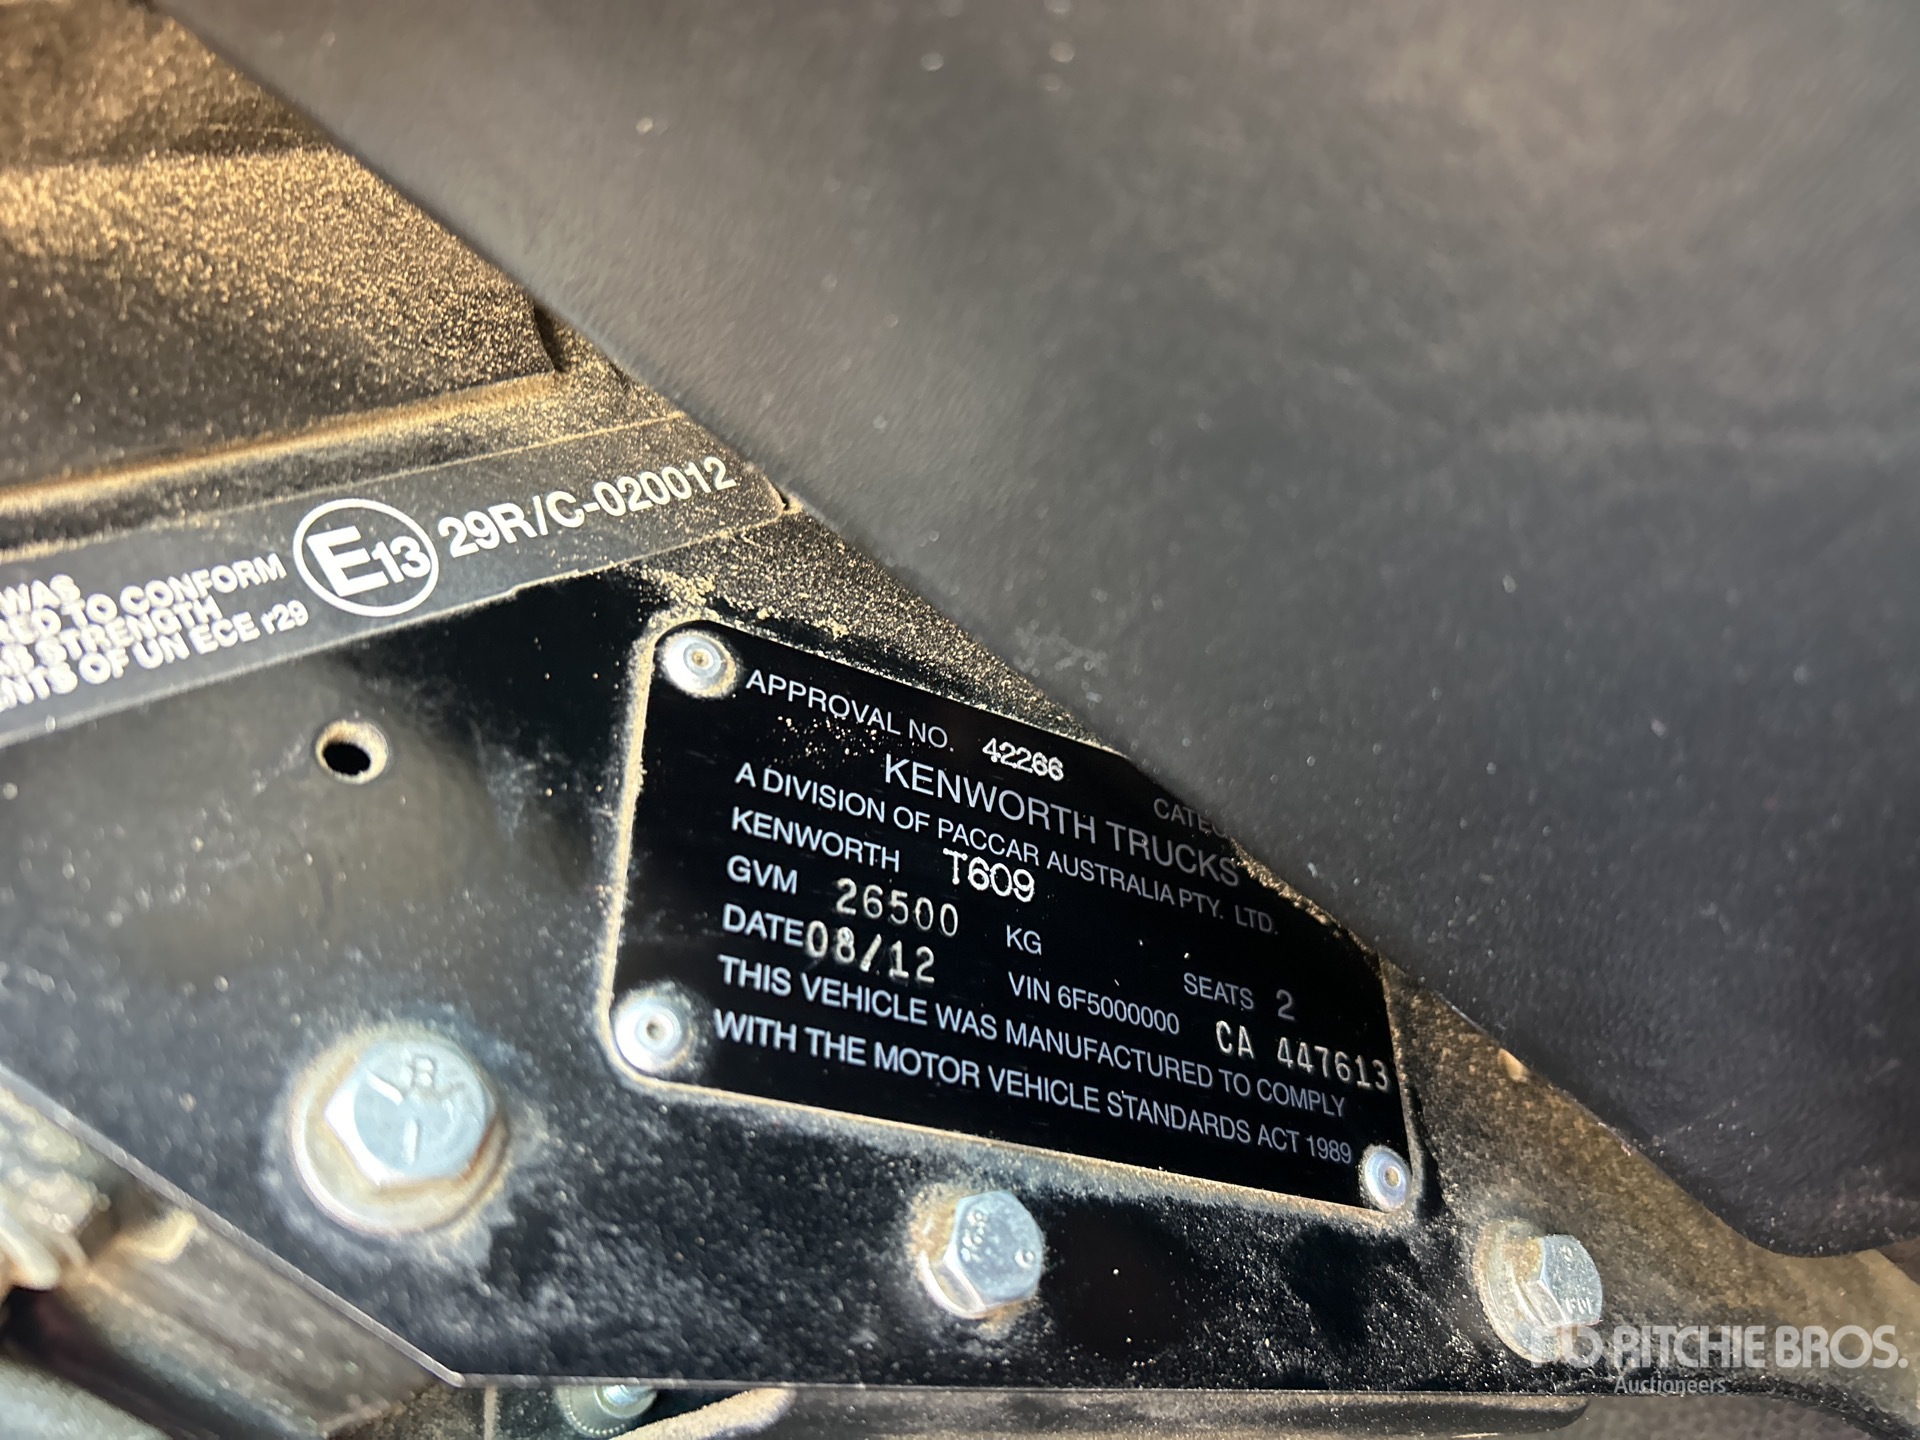 WAS
TO CONFORM
STRENGTH
OF UN ECE r29
E13
29R/C-020012
APPROVAL NO. 42266
KENWORTH TRUCKS
A DIVISION OF PACCAR AUSTRALIA PTY. LTD.
KENWORTH T609
GVM 26500 KG SEATS 2
DATE 08/12 VIN 6F5000000 CA 447613
THIS VEHICLE WAS MANUFACTURED TO COMPLY
WITH THE MOTOR VEHICLE STANDARDS ACT 1989
RITCHIE BROS.
Auctioneers